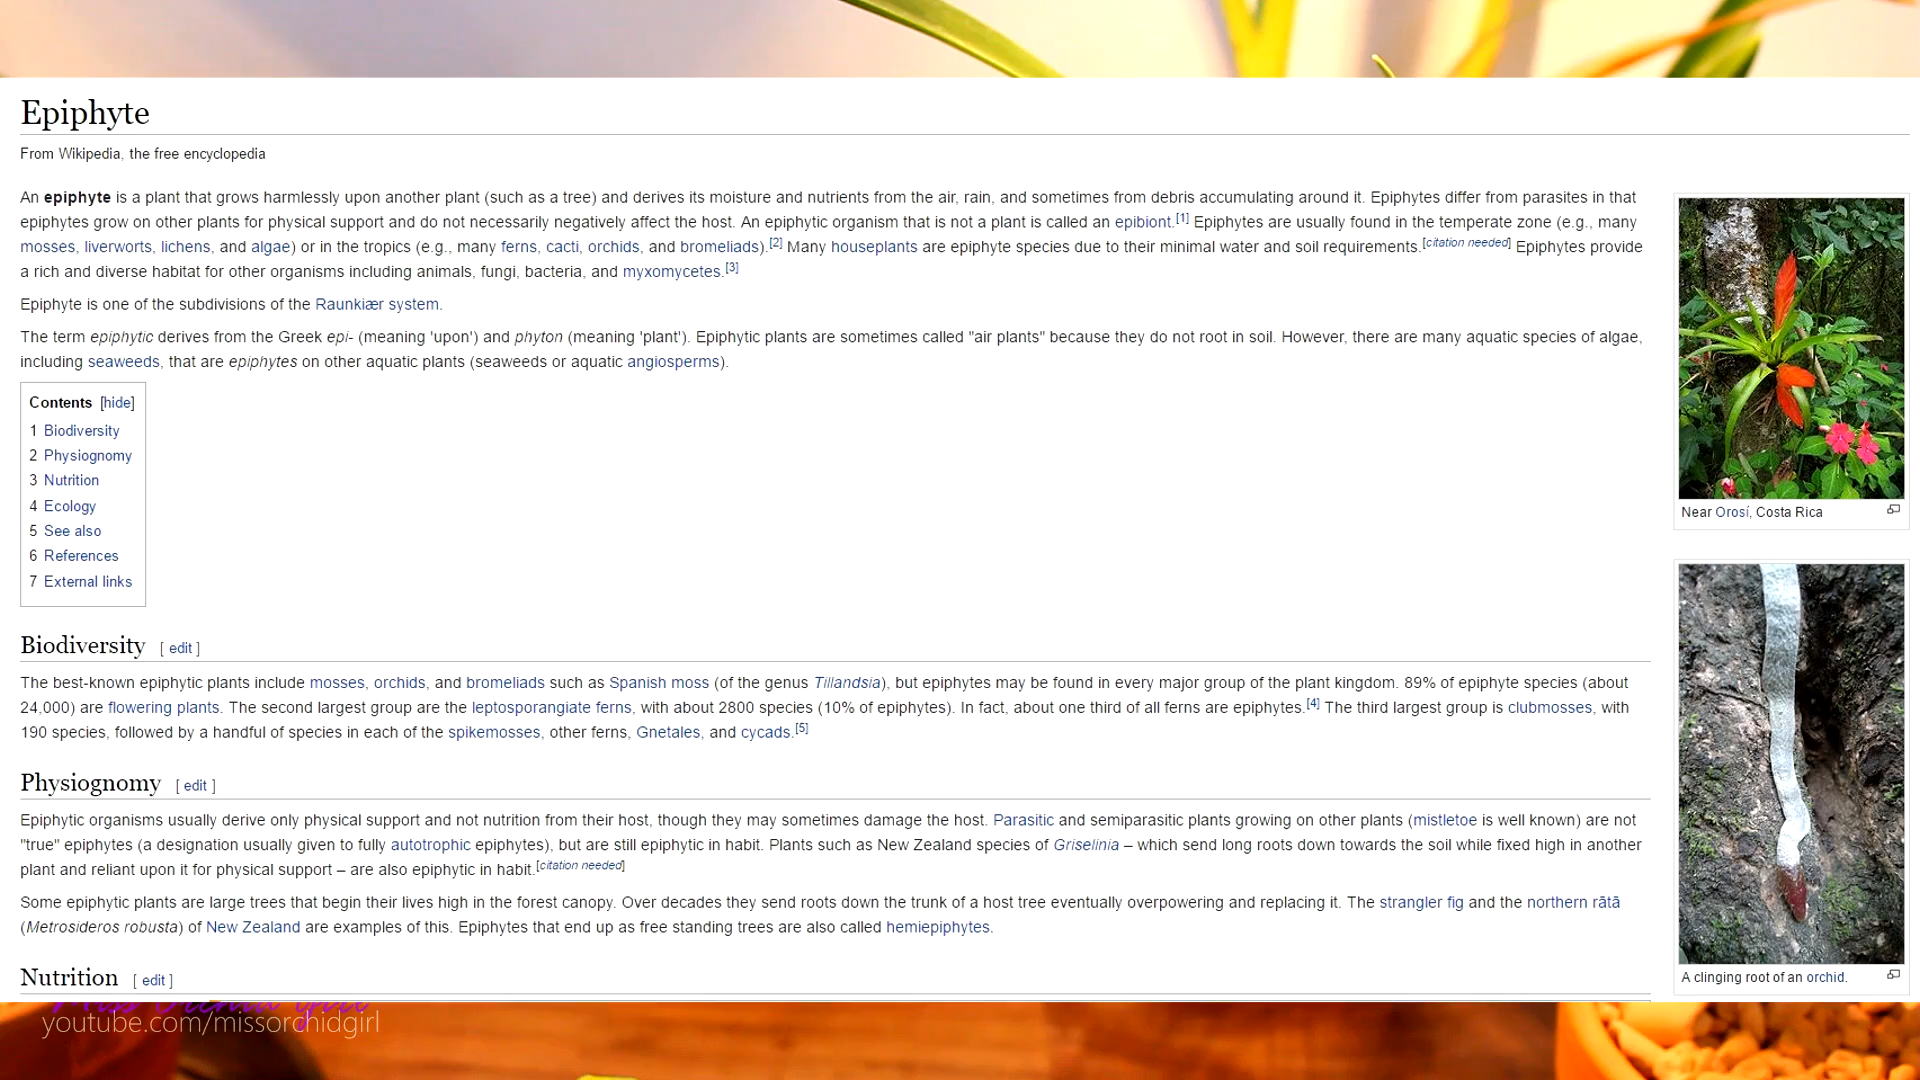 Epiphyte
From Wikipedia, the free encyclopedia
An epiphyte is a plant that grows harmlessly upon another plant (such as a tree) and derives its moisture and nutrients from the air, rain, and sometimes from debris accumulating around it. Epiphytes differ from parasites in that
epiphytes grow on other plants for physical support and do not necessarily negatively affect the host. An epiphytic organism that is not a plant is called an epibiont.[1] Epiphytes are usually found in the temperate zone (e.g., many
mosses, liverworts, lichens, and algae) or in the tropics (e.g., many ferns, cacti, orchids, and bromeliads).[2] Many houseplants are epiphyte species due to their minimal water and soil requirements.[citation needed] Epiphytes provide
a rich and diverse habitat for other organisms including animals, fungi, bacteria, and myxomycetes.[3]
Epiphyte is one of the subdivisions of the Raunkiær system.
The term epiphytic derives from the Greek epi- (meaning 'upon') and phyton (meaning 'plant'). Epiphytic plants are sometimes called "air plants" because they do not root in soil. However, there are many aquatic species of algae,
including seaweeds, that are epiphytes on other aquatic plants (seaweeds or aquatic angiosperms).
Contents [hide]
1 Biodiversity
2 Physiognomy
3 Nutrition
4 Ecology
5 See also
6 References
7 External links
Near Orosí, Costa Rica
Biodiversity [ edit ]
The best-known epiphytic plants include mosses, orchids, and bromeliads such as Spanish moss (of the genus Tillandsia), but epiphytes may be found in every major group of the plant kingdom. 89% of epiphyte species (about
24,000) are flowering plants. The second largest group are the leptosporangiate ferns, with about 2800 species (10% of epiphytes). In fact, about one third of all ferns are epiphytes.[4] The third largest group is clubmosses, with
190 species, followed by a handful of species in each of the spikemosses, other ferns, Gnetales, and cycads.[5]
Physiognomy [ edit ]
Epiphytic organisms usually derive only physical support and not nutrition from their host, though they may sometimes damage the host. Parasitic and semiparasitic plants growing on other plants (mistletoe is well known) are not
"true" epiphytes (a designation usually given to fully autotrophic epiphytes), but are still epiphytic in habit. Plants such as New Zealand species of Griselinia – which send long roots down towards the soil while fixed high in another
plant and reliant upon it for physical support – are also epiphytic in habit.[citation needed]
Some epiphytic plants are large trees that begin their lives high in the forest canopy. Over decades they send roots down the trunk of a host tree eventually overpowering and replacing it. The strangler fig and the northern rātā
(Metrosideros robusta) of New Zealand are examples of this. Epiphytes that end up as free standing trees are also called hemiepiphytes.
Nutrition [ edit ]
A clinging root of an orchid.
youtube.com/missorchidgirl